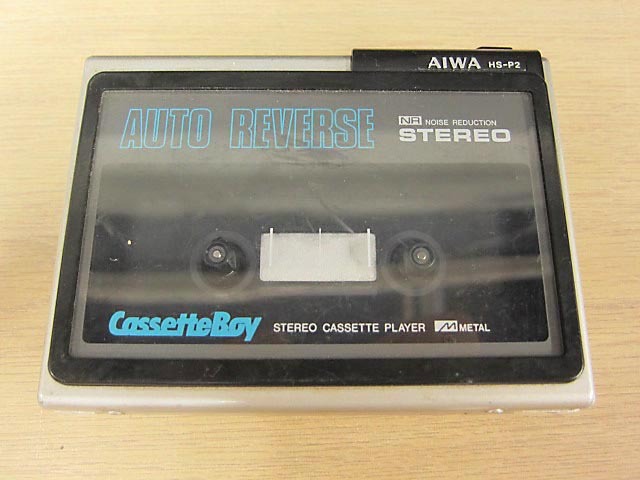 AIWA HS-P2
AUTO REVERSE
NR NOISE REDUCTION
STEREO
CassetteBoy STEREO CASSETTE PLAYER METAL